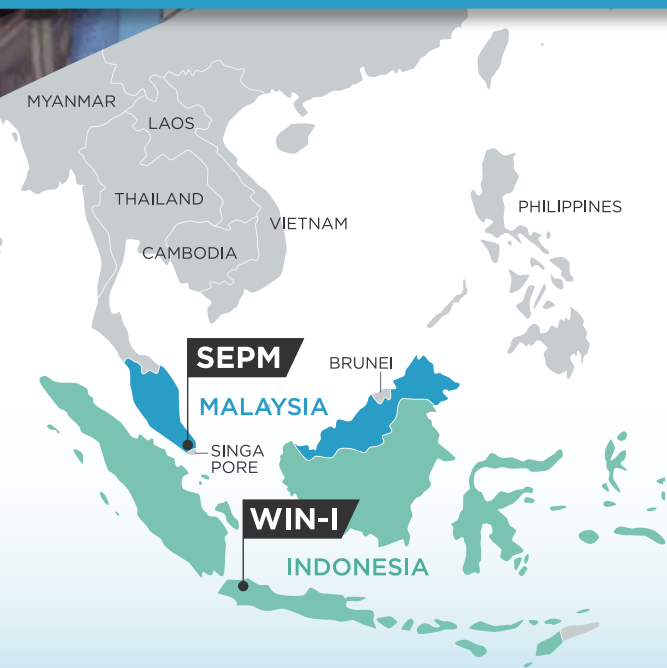 MYANMAR
LAOS
THAILAND
PHILIPPINES
VIETNAM
CAMBODIA
SEPM
BRUNEI
MALAYSIA
SINGA
PORE
WIN-I
INDONESIA